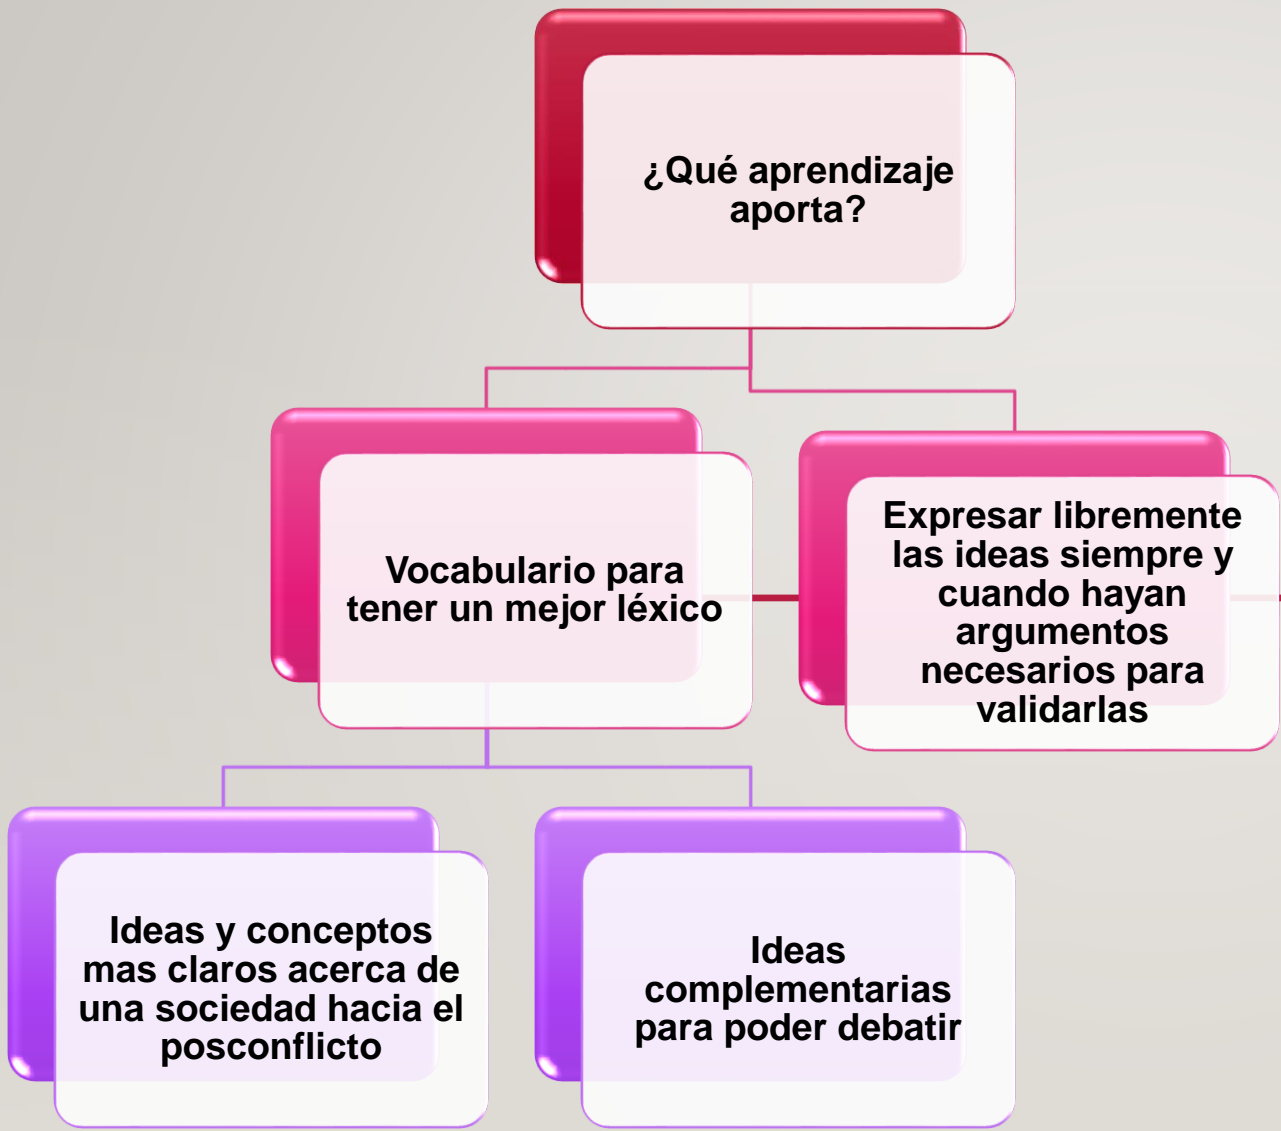 ¿Qué aprendizaje
aporta?
Vocabulario para
tener un mejor léxico
Expresar libremente
las ideas siempre y
cuando hayan
argumentos
necesarios para
validarlas
Ideas y conceptos
mas claros acerca de
una sociedad hacia el
posconflicto
Ideas
complementarias
para poder debatir